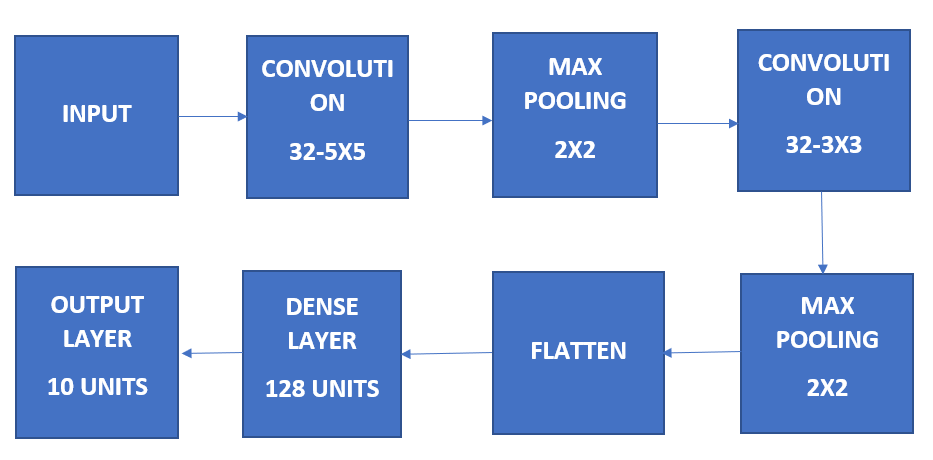 INPUT
CONVOLUTI
ON
32-5X5
MAX
POOLING
2X2
CONVOLUTI
ON
32-3X3
OUTPUT
LAYER
10 UNITS
DENSE
LAYER
128 UNITS
FLATTEN
MAX
POOLING
2X2